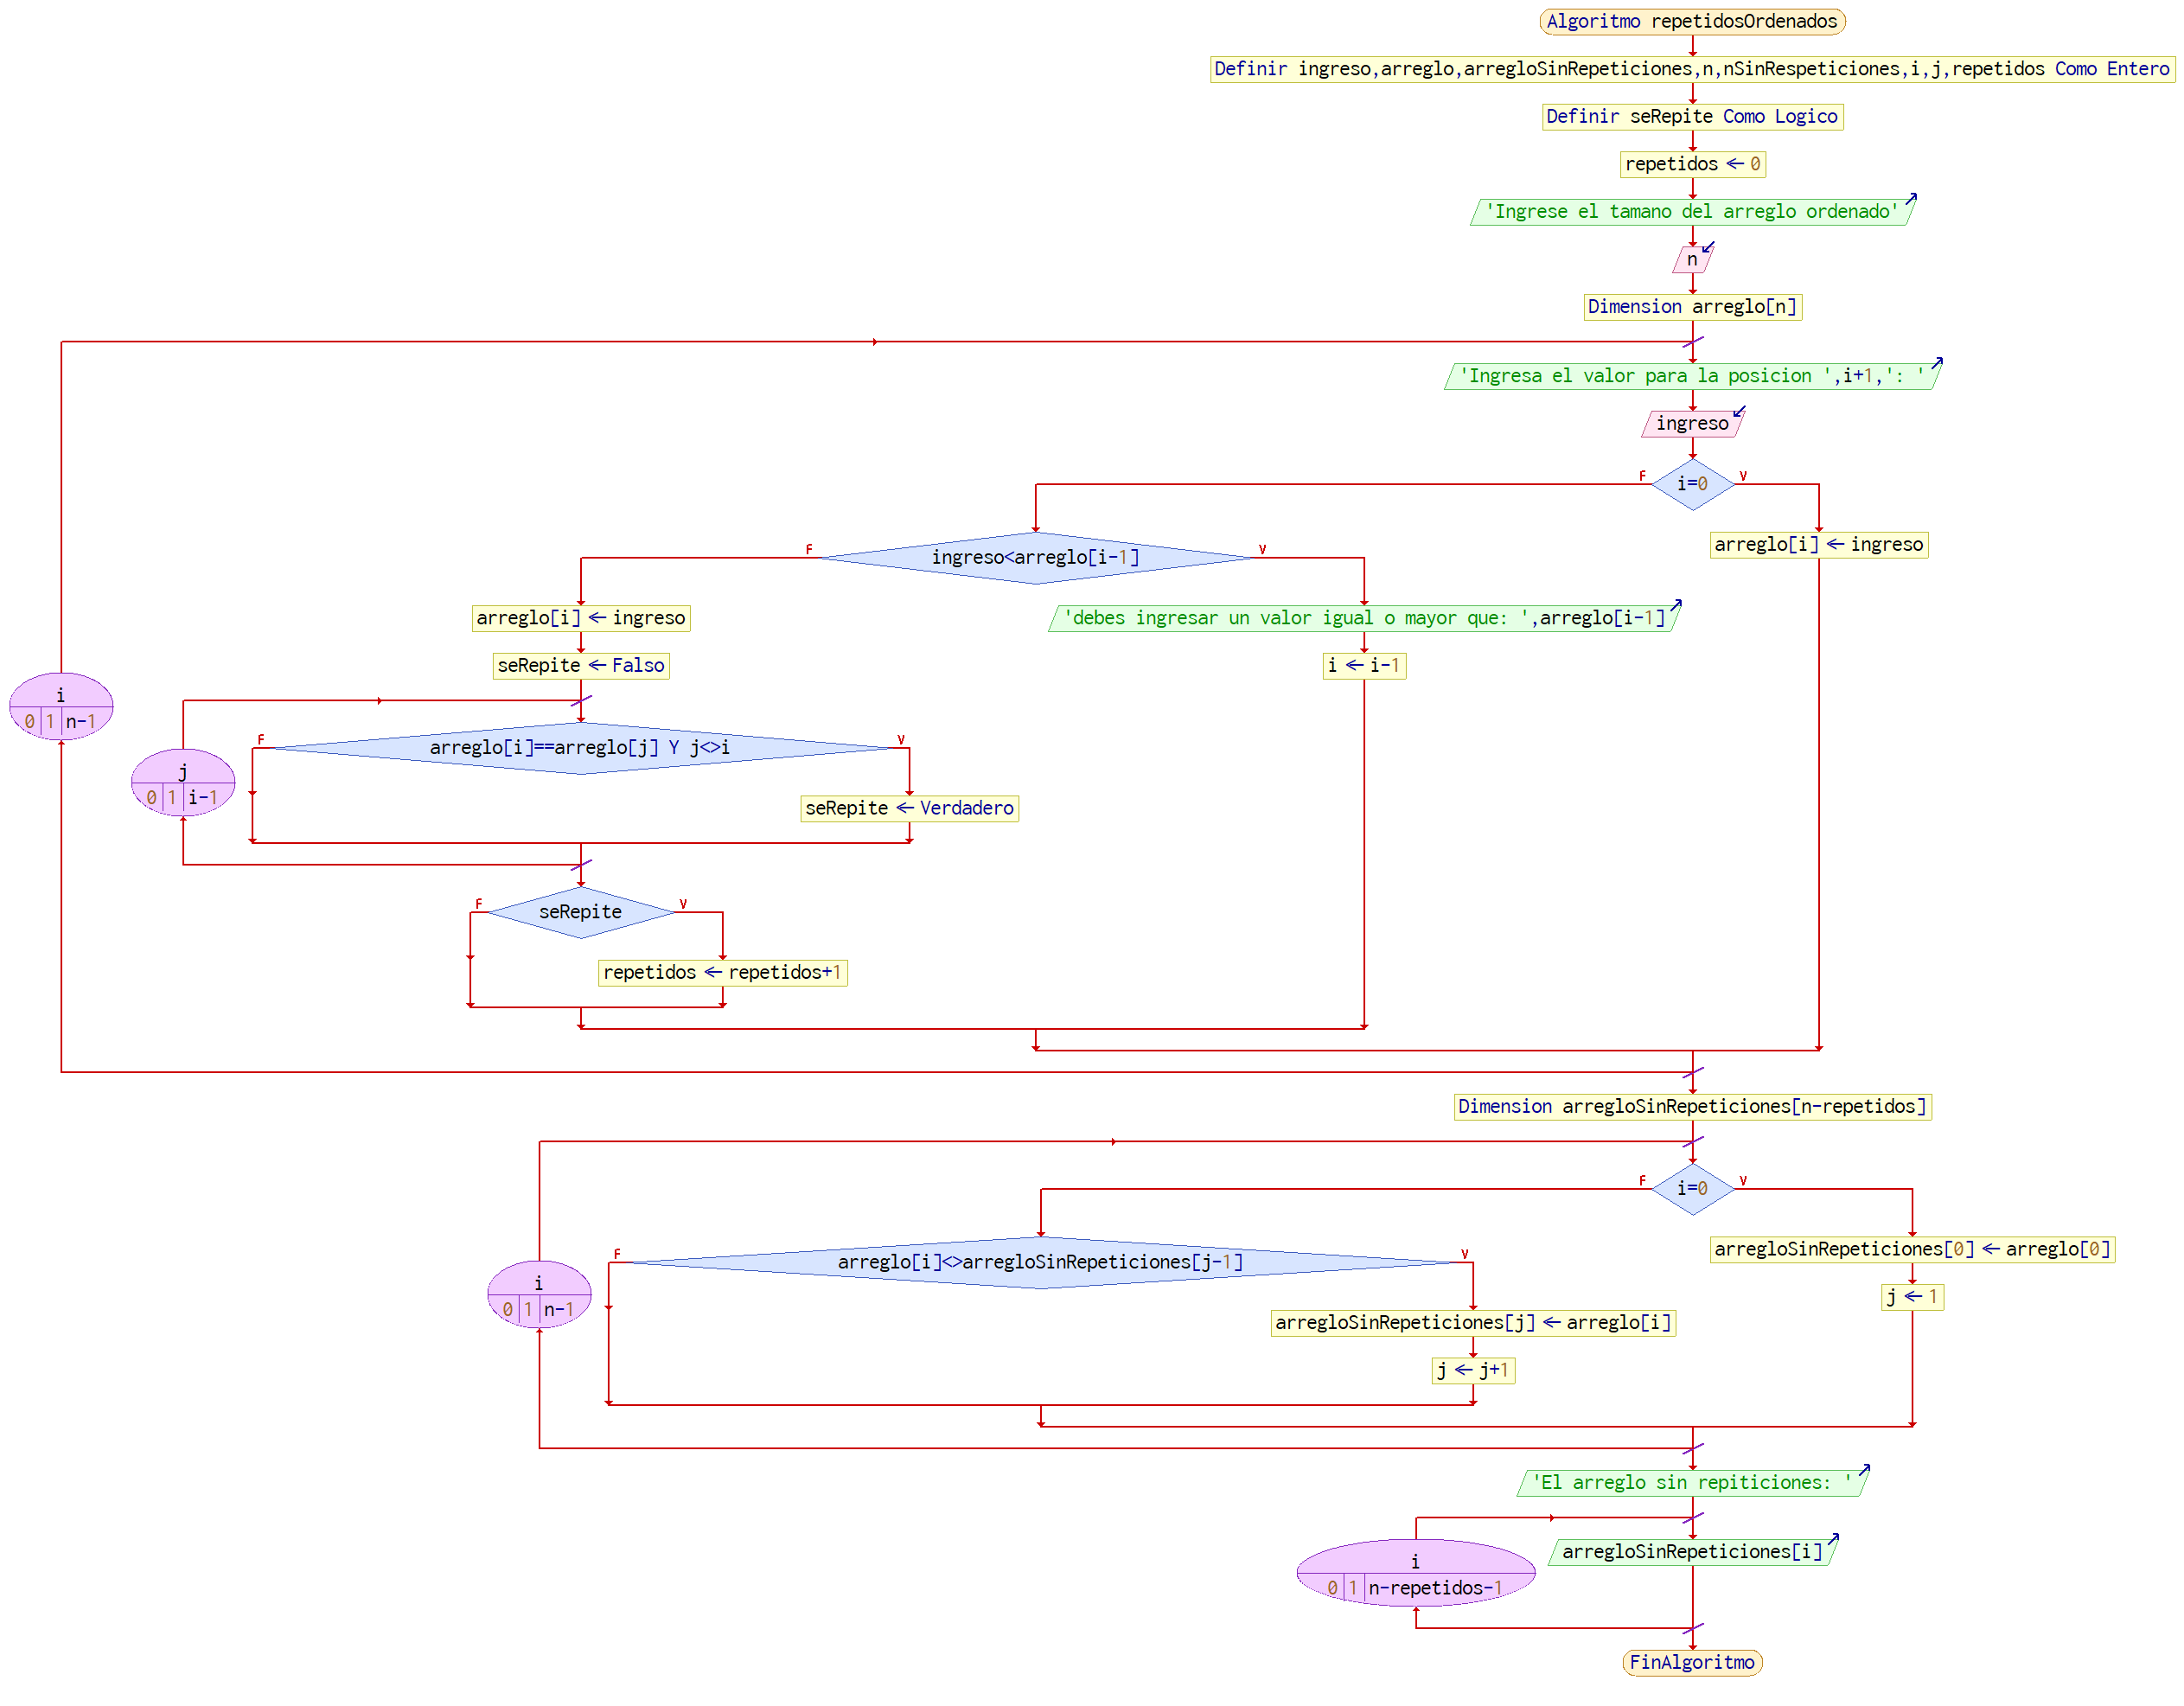 Algoritmo repetidosOrdenados
Definir ingreso,arreglo,arregloSinRepeticiones,n,nSinRespeticiones,i,j,repetidos Como Entero
Definir seRepite Como Logico
repetidos ← 0
'Ingrese el tamano del arreglo ordenado'
n
Dimension arreglo[n]
'Ingresa el valor para la posicion ',i+1,': '
ingreso
F
i=0
V
F
ingreso<arreglo[i-1]
V
arreglo[i] ← ingreso
arreglo[i] ← ingreso
'debes ingresar un valor igual o mayor que: ',arreglo[i-1]
seRepite ← Falso
i ← i-1
i
0 1 n-1
F
arreglo[i]==arreglo[j] Y j<>i
V
j
0 1 i-1
seRepite ← Verdadero
F
seRepite
V
repetidos ← repetidos+1
Dimension arregloSinRepeticiones[n-repetidos]
F
i=0
V
F
arreglo[i]<>arregloSinRepeticiones[j-1]
V
arregloSinRepeticiones[0] ← arreglo[0]
i
0 1 n-1
j ← 1
arregloSinRepeticiones[j] ← arreglo[i]
j ← j+1
'El arreglo sin repiticiones: '
arregloSinRepeticiones[i]
i
0 1 n-repetidos-1
FinAlgoritmo